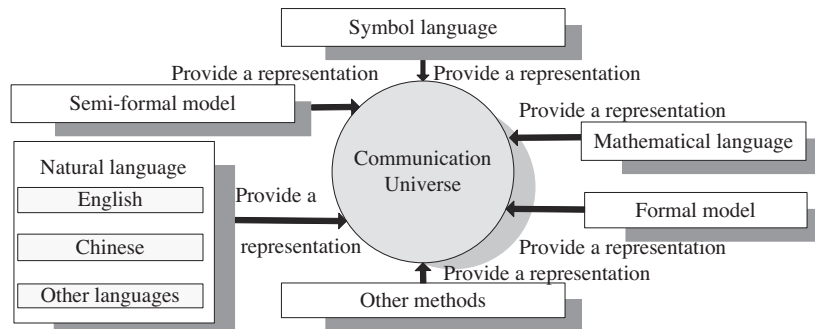 Symbol language
Provide a representation
Provide a representation
Semi-formal model
Provide a representation
Mathematical language
Natural language
English
Chinese
Other languages
Provide a
representation
Communication
Universe
Formal model
Provide a representation
Provide a representation
Other methods